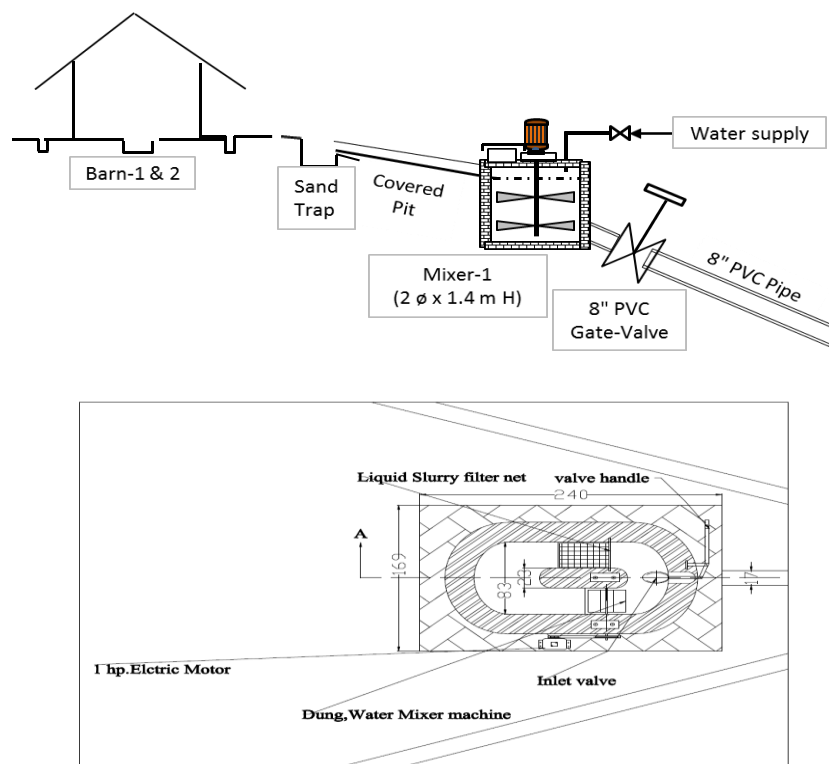 Water supply
Barn-1 & 2
Sand
Trap
Covered
Pit
Mixer-1
(2 ø x 1.4 m H)
8" PVC
Gate-Valve
8" PVC Pipe
Liquid Slurry filter net
valve handle
240
A
169
83
23
17
1 hp.Elctric Motor
Inlet valve
Dung,Water Mixer machine